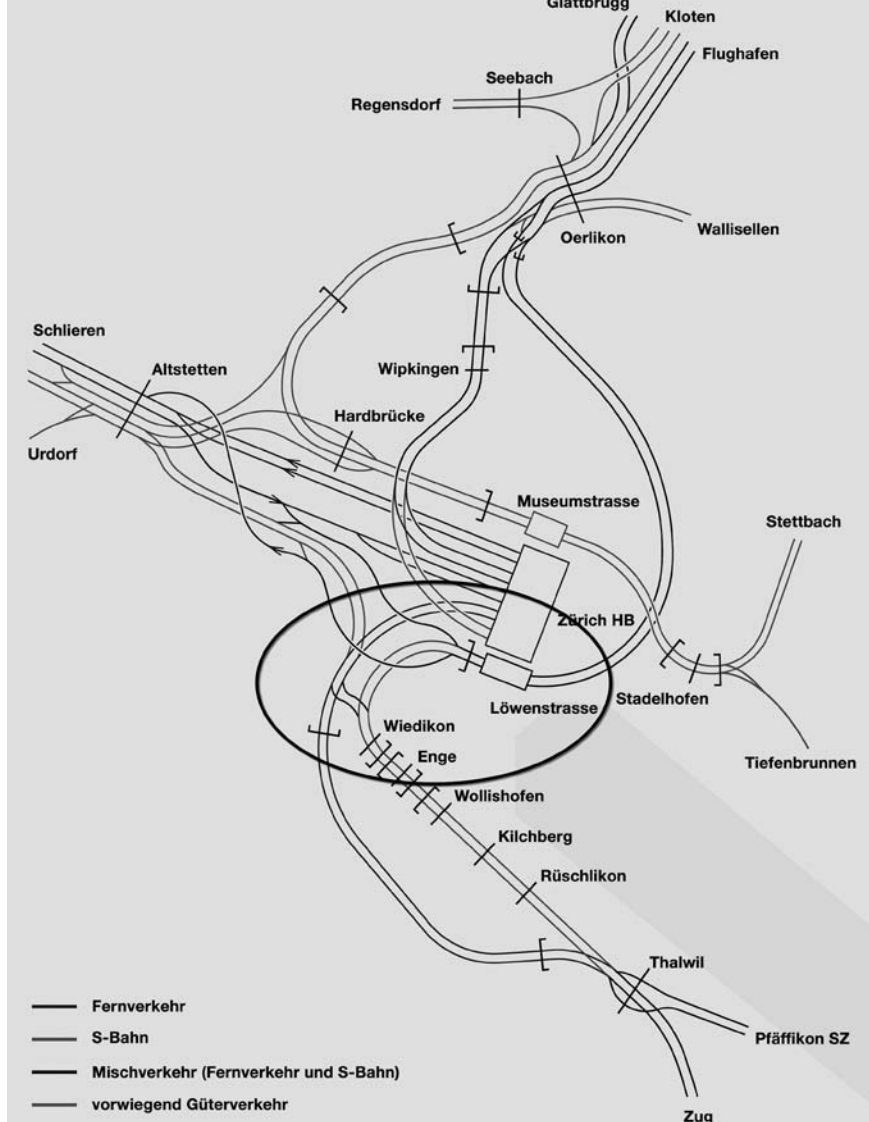 Glattbrugg
Kloten
Flughafen
Seebach
Regensdorf
Oerlikon
Wallisellen
Schlieren
Altstetten
Wipkingen
Hardbrücke
Urdorf
Museumstrasse
Stettbach
Zürich HB
Löwenstrasse
Stadelhofen
Wiedikon
Enge
Tiefenbrunnen
Wollishofen
Kilchberg
Rüschlikon
Thalwil
Pfäffikon SZ
Zug
Fernverkehr
S-Bahn
Mischverkehr (Fernverkehr und S-Bahn)
vorwiegend Güterverkehr